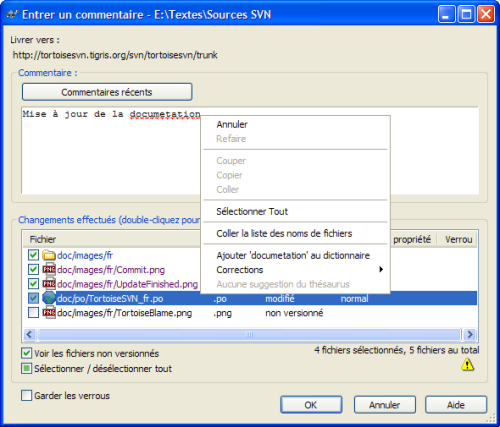 Entrer un commentaire - E:\Textes\Sources SVN
Livrer vers :
http://tortoisesvn.tigris.org/svn/tortoisesvn/trunk
Commentaire :
Commentaires récents
Mise à jour de la documetation
Annuler
Refaire
Couper
Copier
Coller
Sélectionner Tout
Coller la liste des noms de fichiers
Ajouter 'documetation' au dictionnaire
Corrections
Aucune suggestion du thésaurus
Changements effectués (double-cliquez pour
Fichier propriété Verrou
doc/images/fr
doc/images/fr/Commit.png
doc/images/fr/UpdateFinished.png
doc/po/TortoiseSVN_fr.po .po modifié normal
doc/images/fr/TortoiseBlame.png .png non versionné
Voir les fichiers non versionnés
4 fichiers sélectionnés, 5 fichiers au total
Sélectionner / désélectionner tout
Garder les verrous
OK
Annuler
Aide